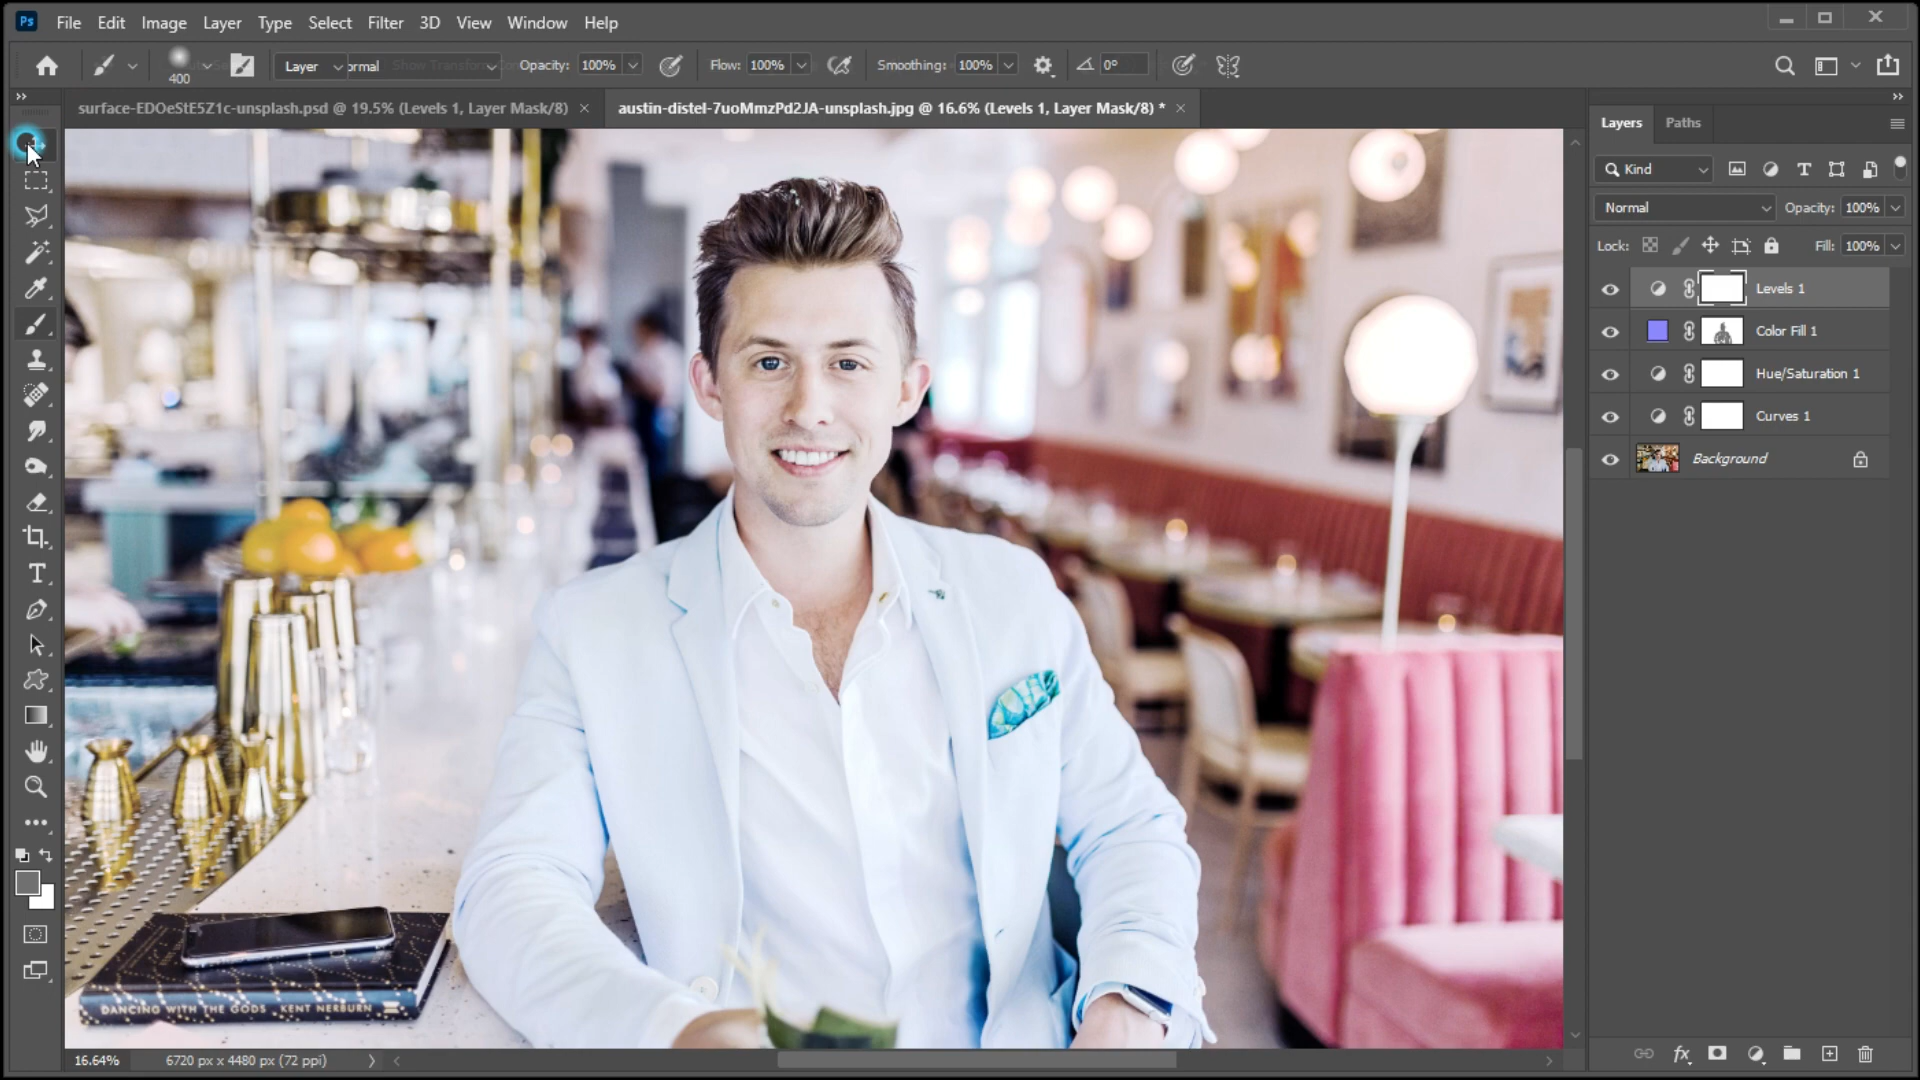 Ps File Edit Image Layer Type Select Filter 3D View Window Help
400 Layer ormal Opacity: 100% Flow: 100% Smoothing: 100% 0°
surface-EDOeStE5Z1c-unsplash.psd @ 19.5% (Levels 1, Layer Mask/8) × austin-distel-7uoMmzPd2JA-unsplash.jpg @ 16.6% (Levels 1, Layer Mask/8) * ×
Layers Paths
Kind
Normal Opacity: 100%
Lock: Fill: 100%
Levels 1
Color Fill 1
Hue/Saturation 1
Curves 1
Background
DANCING WITH THE GODS KENT NERBURN
16.64% 6720 px x 4480 px (72 ppi)